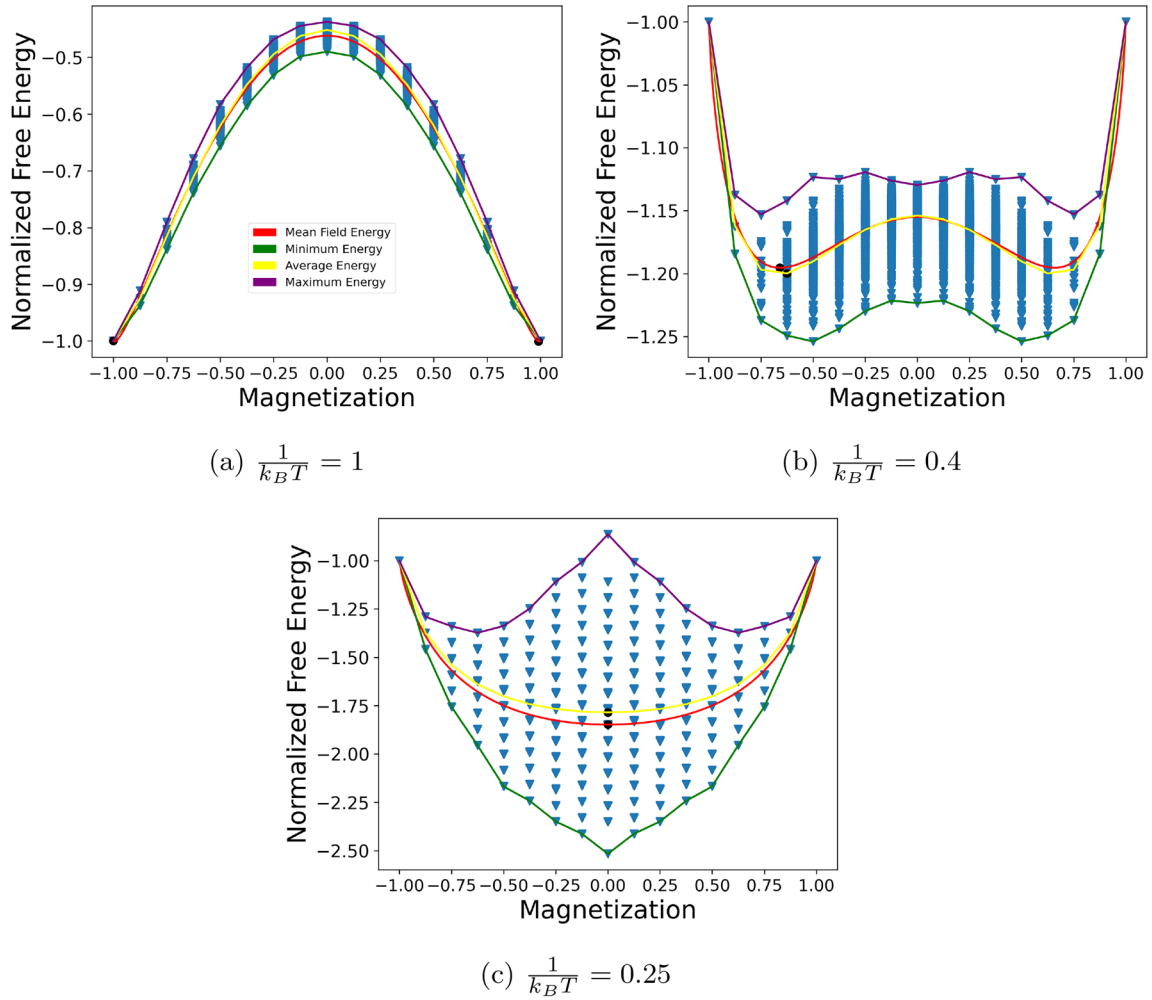 Normalized Free Energy
−0.5
−0.6
−0.7
−0.8
−0.9
−1.0
Mean Field Energy
Minimum Energy
Average Energy
Maximum Energy
−1.00 −0.75 −0.50 −0.25 0.00 0.25 0.50 0.75 1.00
Magnetization
(a) 1/(k_B T) = 1
Normalized Free Energy
−1.00
−1.05
−1.10
−1.15
−1.20
−1.25
−1.00 −0.75 −0.50 −0.25 0.00 0.25 0.50 0.75 1.00
Magnetization
(b) 1/(k_B T) = 0.4
Normalized Free Energy
−1.00
−1.25
−1.50
−1.75
−2.00
−2.25
−2.50
−1.00 −0.75 −0.50 −0.25 0.00 0.25 0.50 0.75 1.00
Magnetization
(c) 1/(k_B T) = 0.25